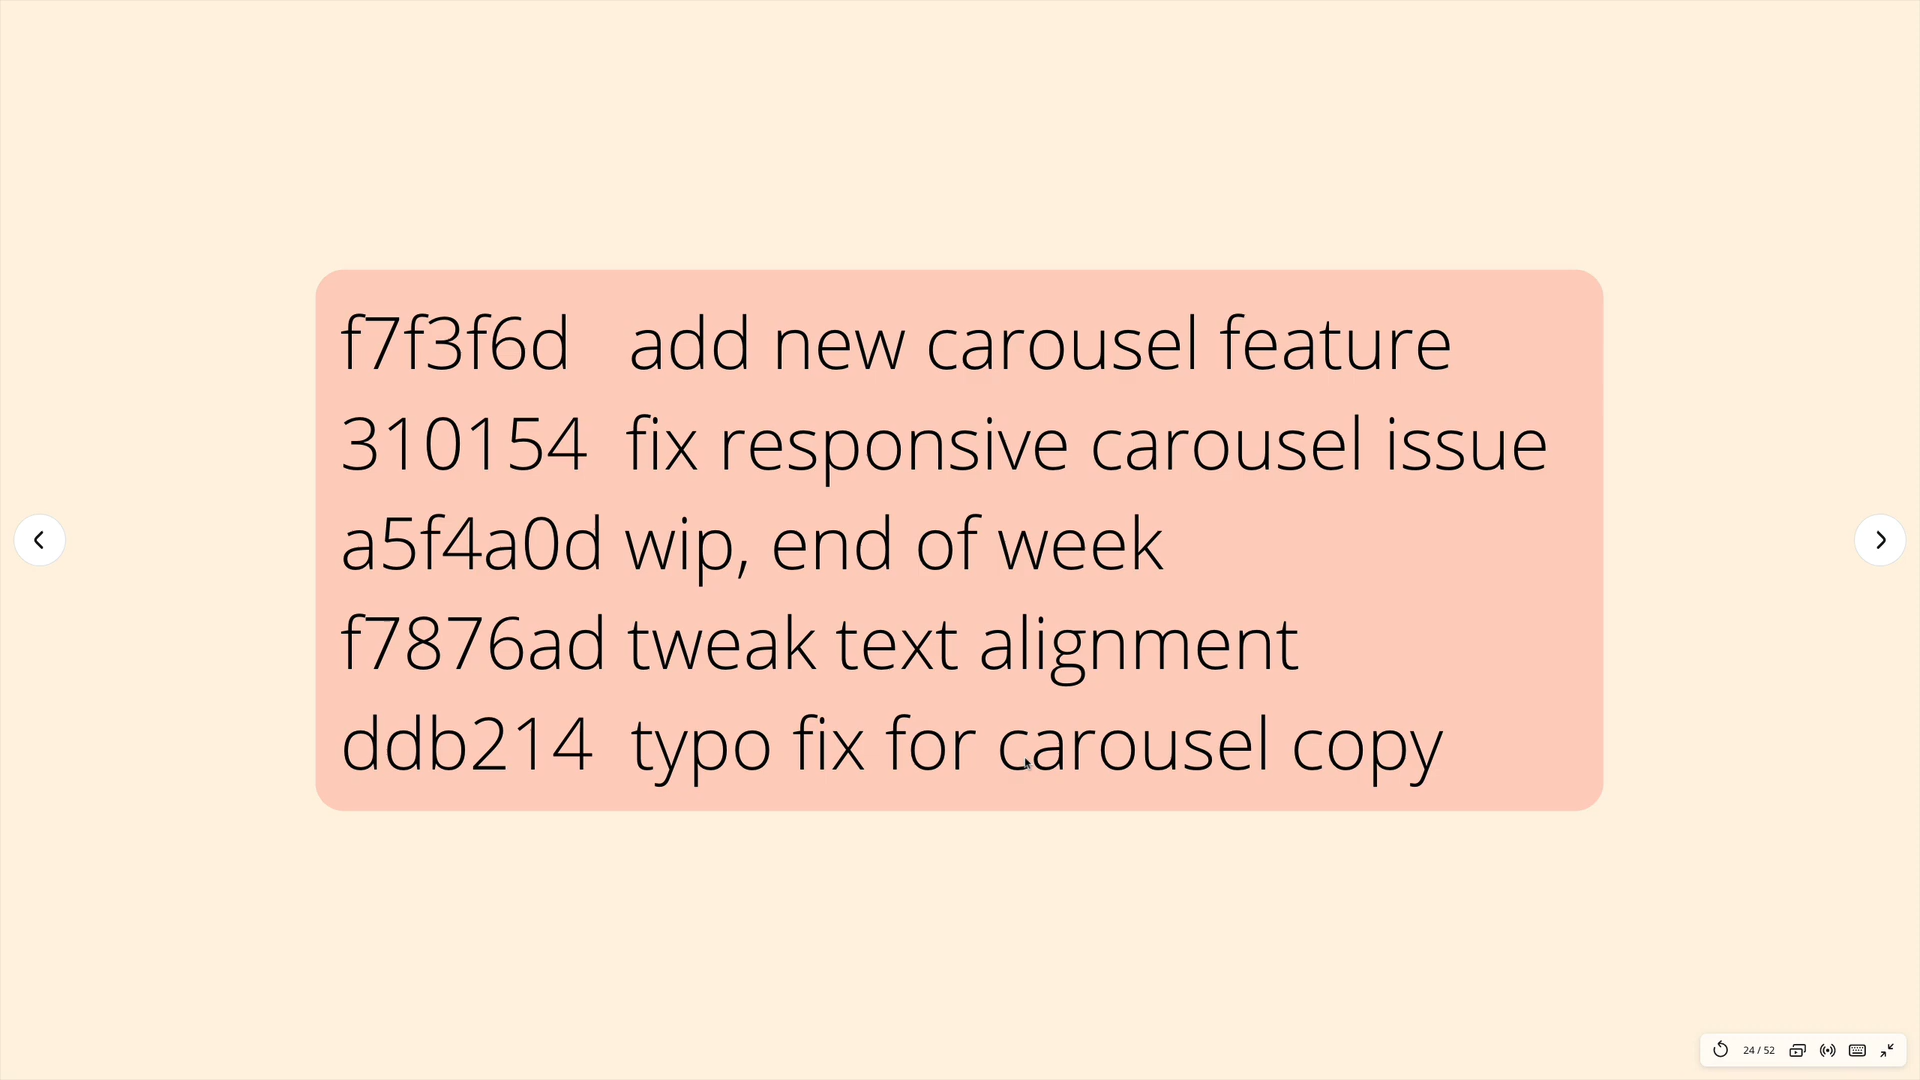 f7f3f6d add new carousel feature
310154 fix responsive carousel issue
a5f4a0d wip, end of week
f7876ad tweak text alignment
ddb214 typo fix for carousel copy
24 / 52